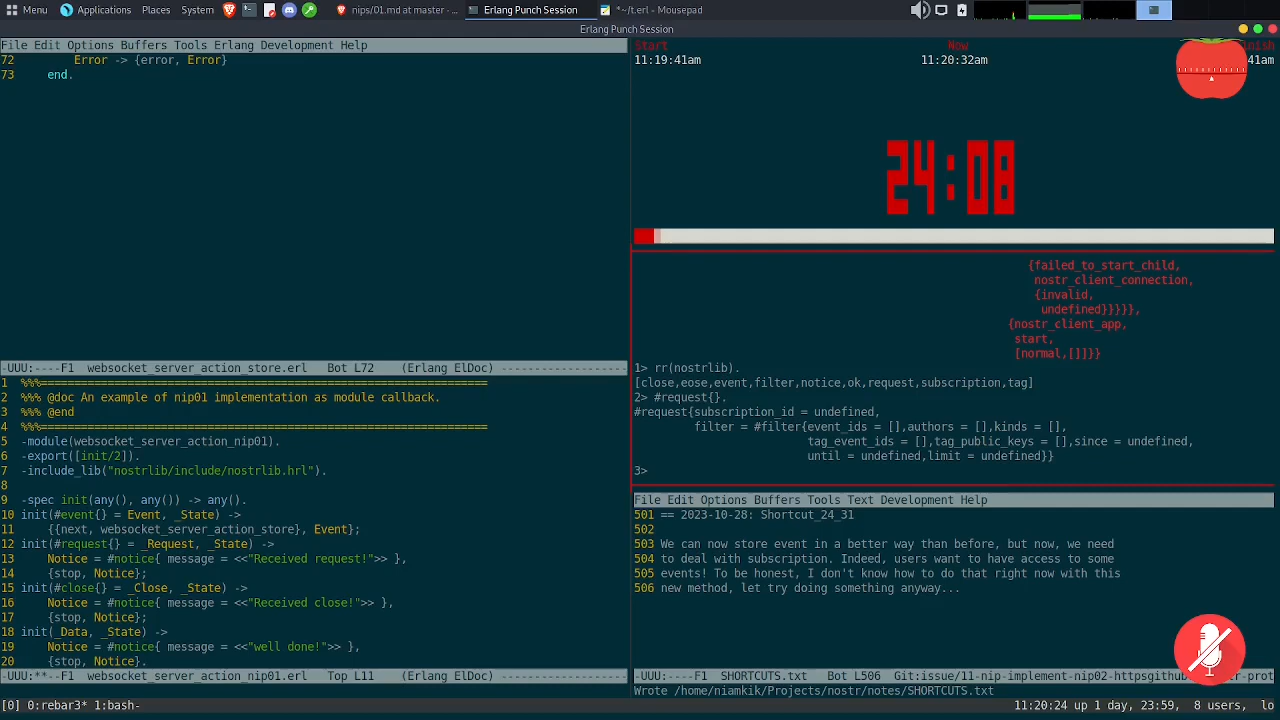 Menu Applications Places System nips/01.md at master - ... Erlang Punch Session *~/t.erl - Mousepad
Erlang Punch Session
File Edit Options Buffers Tools Erlang Development Help
72 Error -> {error, Error}
73 end.
-UUU:----F1 websocket_server_action_store.erl Bot L72 (Erlang ElDoc) -------------------
1 %%%===================================================================
2 %%% @doc An example of nip01 implementation as module callback.
3 %%% @end
4 %%%===================================================================
5 -module(websocket_server_action_nip01).
6 -export([init/2]).
7 -include_lib("nostrlib/include/nostrlib.hrl").
8
9 -spec init(any(), any()) -> any().
10 init(#event{} = Event, _State) ->
11 {{next, websocket_server_action_store}, Event};
12 init(#request{} = _Request, _State) ->
13 Notice = #notice{ message = <<"Received request!">> },
14 {stop, Notice};
15 init(#close{} = _Close, _State) ->
16 Notice = #notice{ message = <<"Received close!">> },
17 {stop, Notice};
18 init(_Data, _State) ->
19 Notice = #notice{ message = <<"well done!">> },
20 {stop, Notice}.
-UUU:**--F1 websocket_server_action_nip01.erl Top L11 (Erlang ElDoc) -------------------
Start Now inish
11:19:41am 11:20:32am 41am
24:08
{failed_to_start_child,
nostr_client_connection,
{invalid,
undefined}}}}},
{nostr_client_app,
start,
[normal,[]]}}
1> rr(nostrlib).
[close,eose,event,filter,notice,ok,request,subscription,tag]
2> #request{}.
#request{subscription_id = undefined,
filter = #filter{event_ids = [],authors = [],kinds = [],
tag_event_ids = [],tag_public_keys = [],since = undefined,
until = undefined,limit = undefined}}
3>
File Edit Options Buffers Tools Text Development Help
501 == 2023-10-28: Shortcut_24_31
502
503 We can now store event in a better way than before, but now, we need
504 to deal with subscription. Indeed, users want to have access to some
505 events! To be honest, I don't know how to do that right now with this
506 new method, let try doing something anyway...
-UUU:----F1 SHORTCUTS.txt Bot L506 Git:issue/11-nip-implement-nip02-httpsgithub r-prot
Wrote /home/niamkik/Projects/nostr/notes/SHORTCUTS.txt
[0] 0:rebar3* 1:bash- 11:20:24 up 1 day, 23:59, 8 users, lo